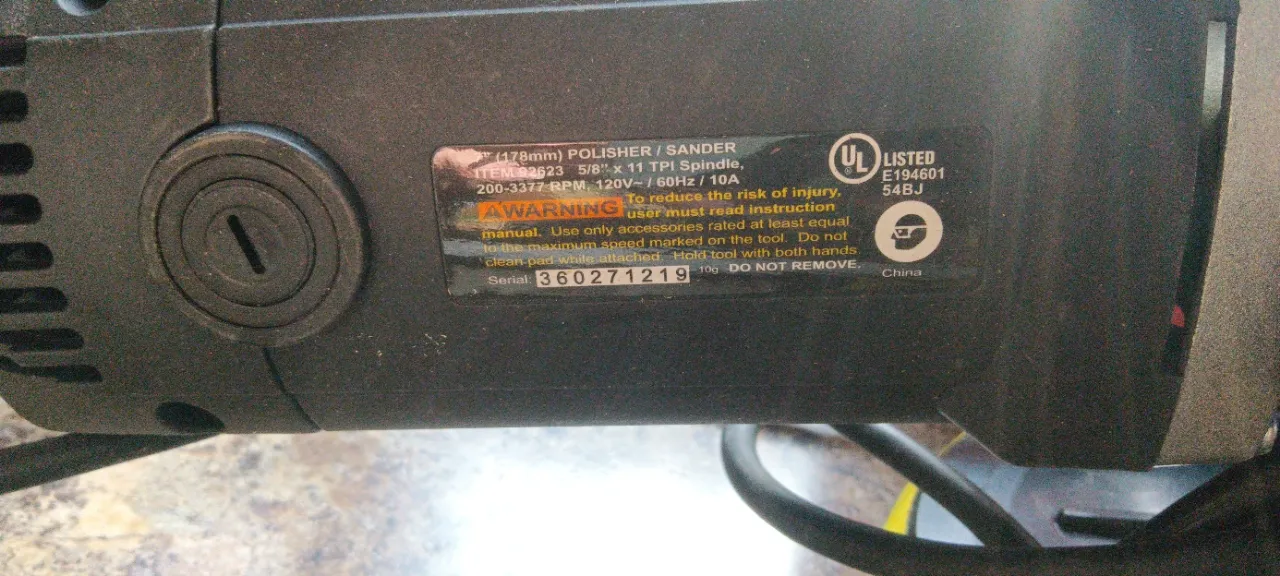 (178mm) POLISHER / SANDER
ITEM 62623 5/8" x 11 TPI Spindle,
200-3377 RPM, 120V~ / 60Hz / 10A
WARNING To reduce the risk of injury,
user must read instruction
manual. Use only accessories rated at least equal
to the maximum speed marked on the tool. Do not
clean pad while attached. Hold tool with both hands
Serial: 360271219 10g DO NOT REMOVE.
UL LISTED
E194601
54BJ
China